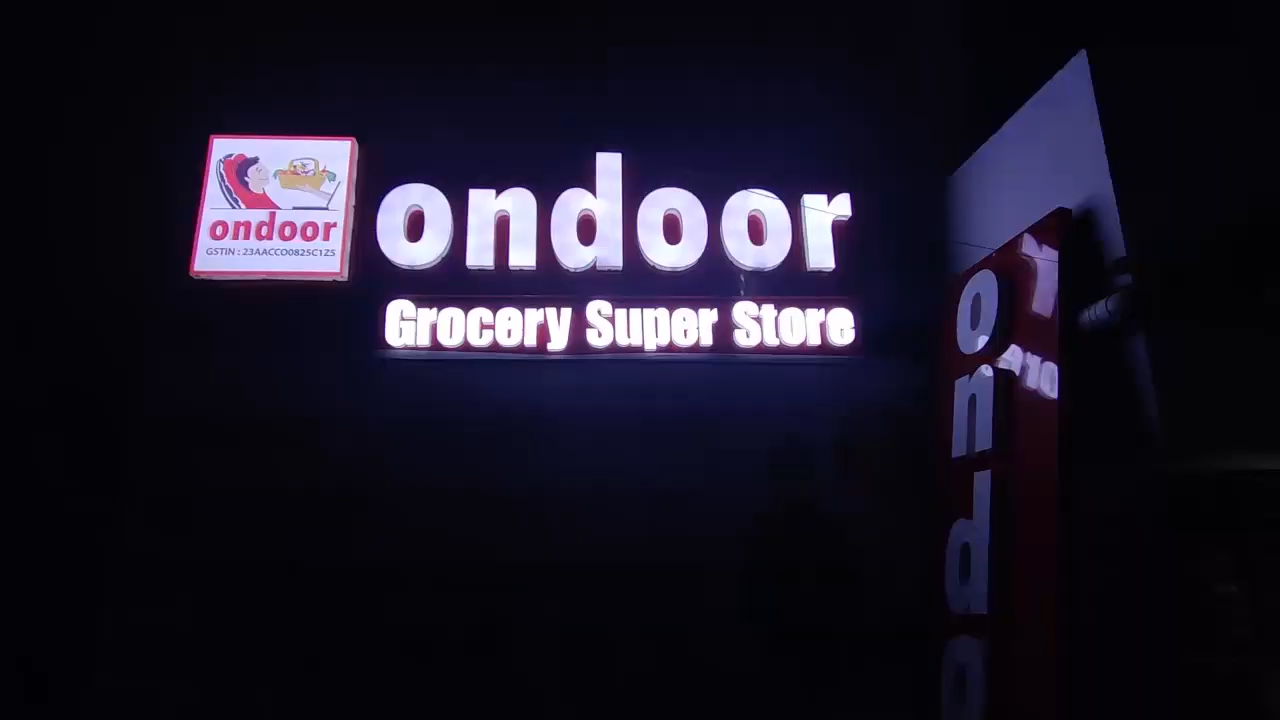 ondoor
GSTIN : 23AACCO0825C1Z5
ondoor
Grocery Super Store
ondo